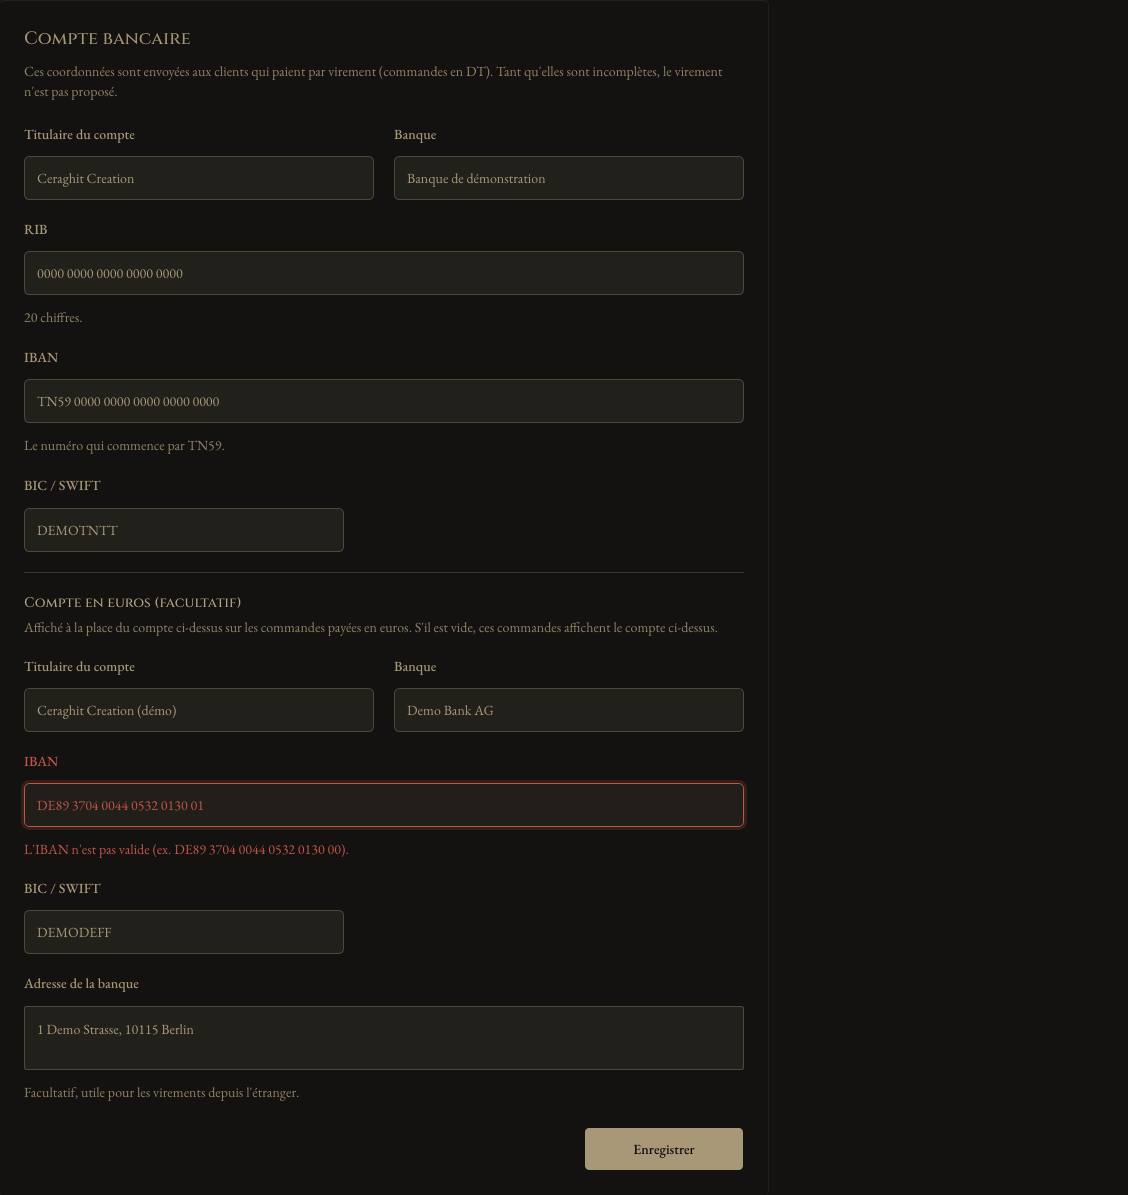 Compte bancaire
Ces coordonnées sont envoyées aux clients qui paient par virement (commandes en DT). Tant qu'elles sont incomplètes, le virement
n'est pas proposé.
Titulaire du compte
Banque
Ceraghit Creation
Banque de démonstration
RIB
0000 0000 0000 0000 0000
20 chiffres.
IBAN
TN59 0000 0000 0000 0000 0000
Le numéro qui commence par TN59.
BIC / SWIFT
DEMOTNTT
Compte en euros (facultatif)
Affiché à la place du compte ci-dessus sur les commandes payées en euros. S'il est vide, ces commandes affichent le compte ci-dessus.
Titulaire du compte
Banque
Ceraghit Creation (démo)
Demo Bank AG
IBAN
DE89 3704 0044 0532 0130 01
L'IBAN n'est pas valide (ex. DE89 3704 0044 0532 0130 00).
BIC / SWIFT
DEMODEFF
Adresse de la banque
1 Demo Strasse, 10115 Berlin
Facultatif, utile pour les virements depuis l'étranger.
Enregistrer